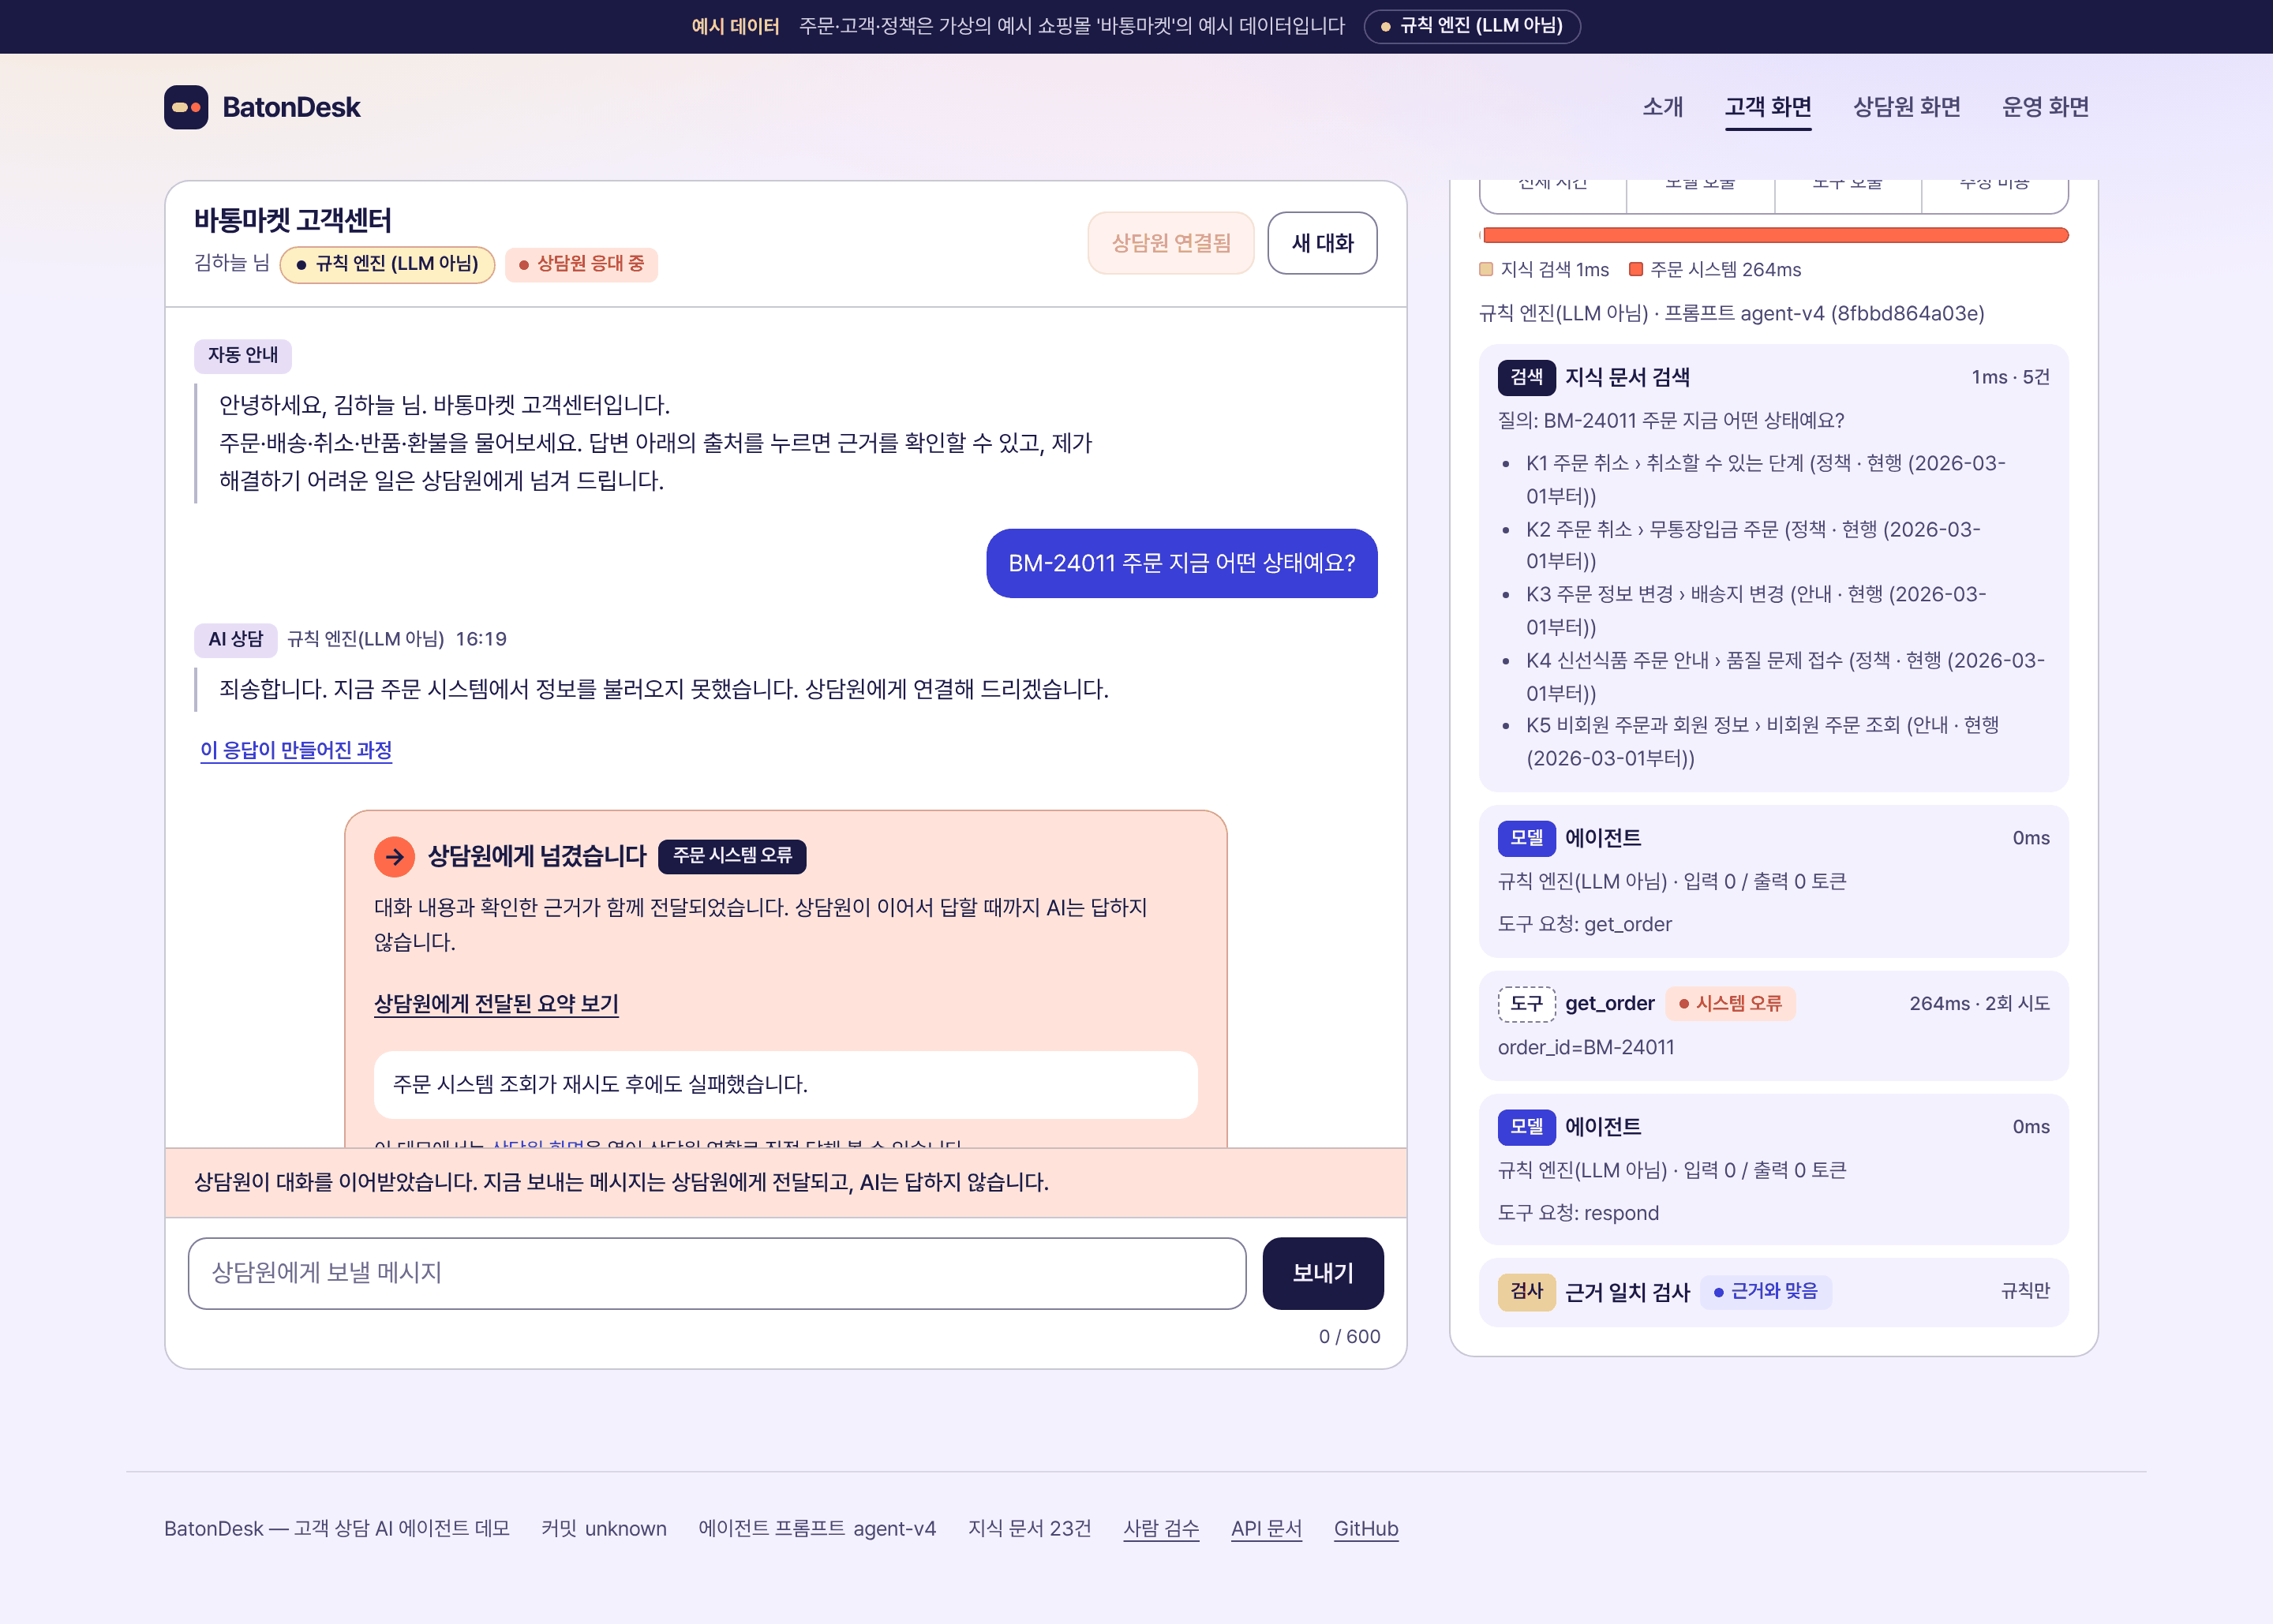 예시 데이터 주문·고객·정책은 가상의 예시 쇼핑몰 '바통마켓'의 예시 데이터입니다 규칙 엔진 (LLM 아님)
BatonDesk
소개 고객 화면 상담원 화면 운영 화면
바통마켓 고객센터
김하늘 님 규칙 엔진 (LLM 아님) 상담원 응대 중
상담원 연결됨 새 대화
자동 안내
안녕하세요, 김하늘 님. 바통마켓 고객센터입니다.
주문·배송·취소·반품·환불을 물어보세요. 답변 아래의 출처를 누르면 근거를 확인할 수 있고, 제가
해결하기 어려운 일은 상담원에게 넘겨 드립니다.
BM-24011 주문 지금 어떤 상태예요?
AI 상담 규칙 엔진(LLM 아님) 16:19
죄송합니다. 지금 주문 시스템에서 정보를 불러오지 못했습니다. 상담원에게 연결해 드리겠습니다.
이 응답이 만들어진 과정
상담원에게 넘겼습니다 주문 시스템 오류
대화 내용과 확인한 근거가 함께 전달되었습니다. 상담원이 이어서 답할 때까지 AI는 답하지
않습니다.
상담원에게 전달된 요약 보기
주문 시스템 조회가 재시도 후에도 실패했습니다.
상담원이 대화를 이어받았습니다. 지금 보내는 메시지는 상담원에게 전달되고, AI는 답하지 않습니다.
상담원에게 보낼 메시지
보내기
0 / 600
지식 검색 1ms 주문 시스템 264ms
규칙 엔진(LLM 아님) · 프롬프트 agent-v4 (8fbbd864a03e)
검색 지식 문서 검색 1ms · 5건
질의: BM-24011 주문 지금 어떤 상태예요?
K1 주문 취소 › 취소할 수 있는 단계 (정책 · 현행 (2026-03-
01부터))
K2 주문 취소 › 무통장입금 주문 (정책 · 현행 (2026-03-
01부터))
K3 주문 정보 변경 › 배송지 변경 (안내 · 현행 (2026-03-
01부터))
K4 신선식품 주문 안내 › 품질 문제 접수 (정책 · 현행 (2026-03-
01부터))
K5 비회원 주문과 회원 정보 › 비회원 주문 조회 (안내 · 현행
(2026-03-01부터))
모델 에이전트 0ms
규칙 엔진(LLM 아님) · 입력 0 / 출력 0 토큰
도구 요청: get_order
도구 get_order 시스템 오류 264ms · 2회 시도
order_id=BM-24011
모델 에이전트 0ms
규칙 엔진(LLM 아님) · 입력 0 / 출력 0 토큰
도구 요청: respond
검사 근거 일치 검사 근거와 맞음 규칙만
BatonDesk — 고객 상담 AI 에이전트 데모 커밋 unknown 에이전트 프롬프트 agent-v4 지식 문서 23건 사람 검수 API 문서 GitHub